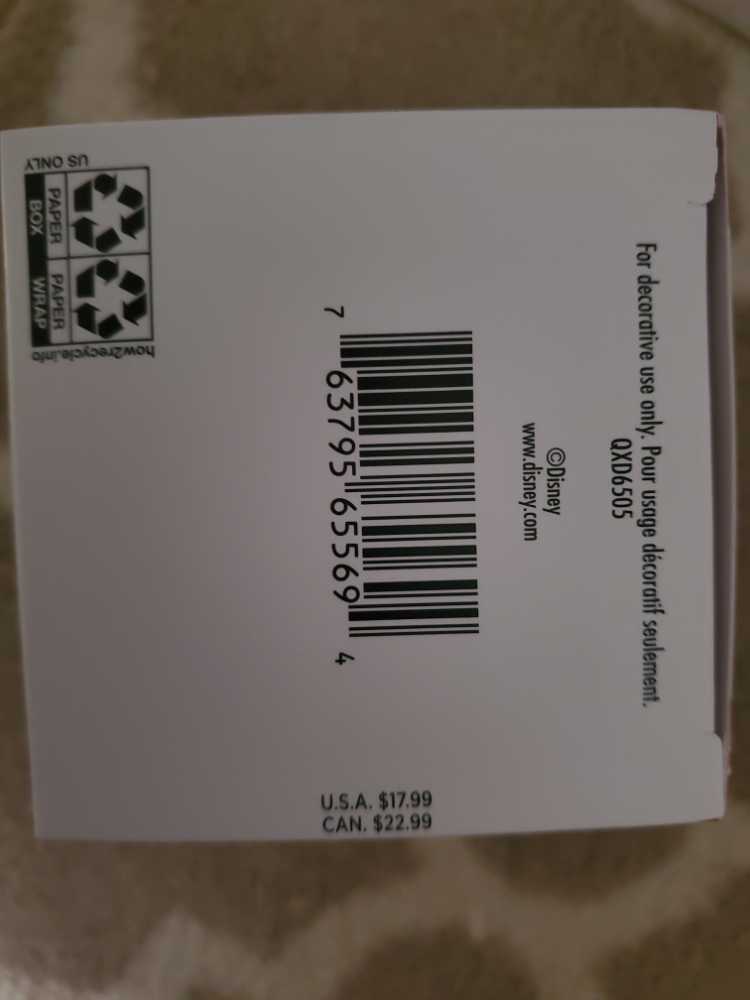 For decorative use only. Pour usage décoratif seulement.
QXD6505
©Disney
www.disney.com
7 63795 65569 4
U.S.A. $17.99
CAN. $22.99
US ONLY
PAPER
BOX
PAPER
WRAP
how2recycle.info